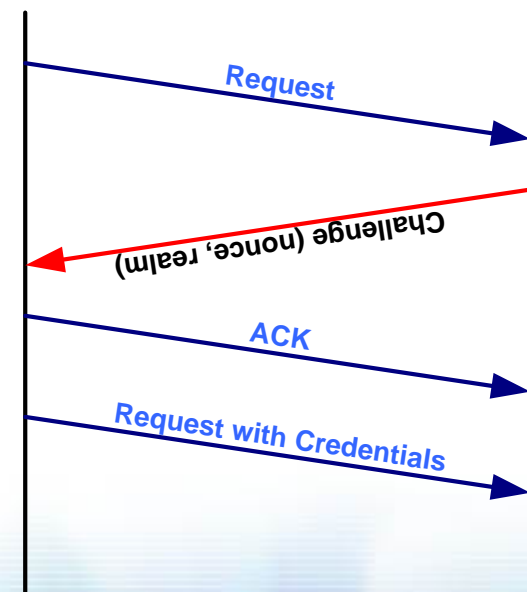 Request
Challenge (nonce, realm)
ACK
Request with Credentials